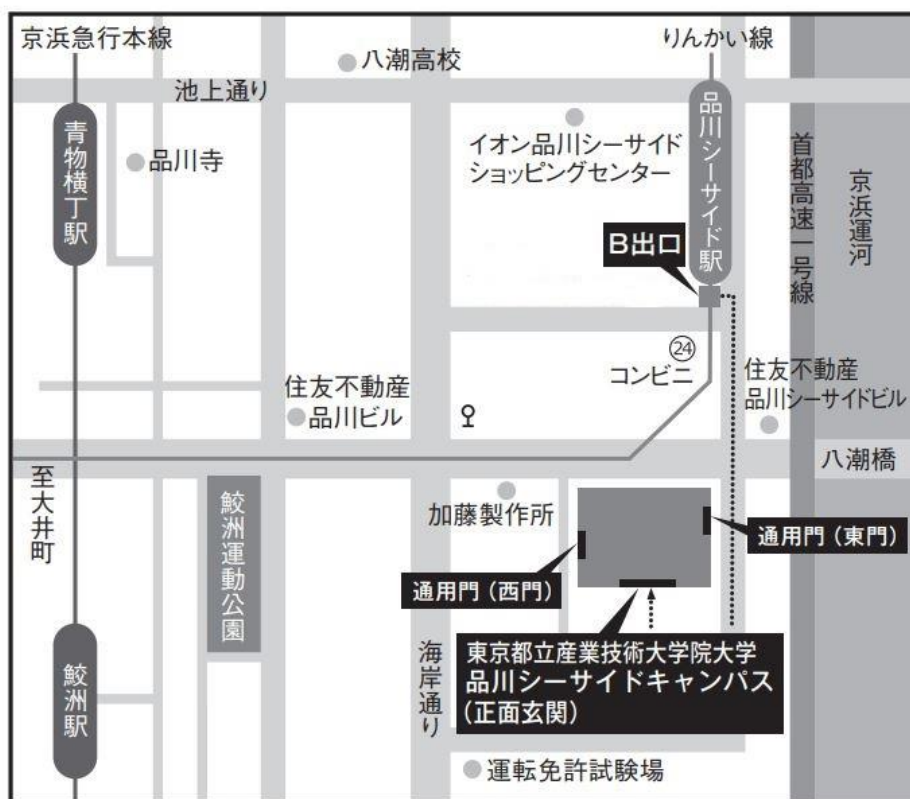 京浜急行本線
りんかい線
八潮高校
池上通り
青物横丁駅
品川寺
イオン品川シーサイド
ショッピングセンター
品川シーサイド駅
首都高速一号線
京浜運河
B出口
24
コンビニ
住友不動産
品川ビル
住友不動産
品川シーサイドビル
八潮橋
至大井町
鮫洲運動公園
加藤製作所
通用門（東門）
通用門（西門）
東京都立産業技術大学院大学
品川シーサイドキャンパス
（正面玄関）
海岸通り
鮫洲駅
運転免許試験場